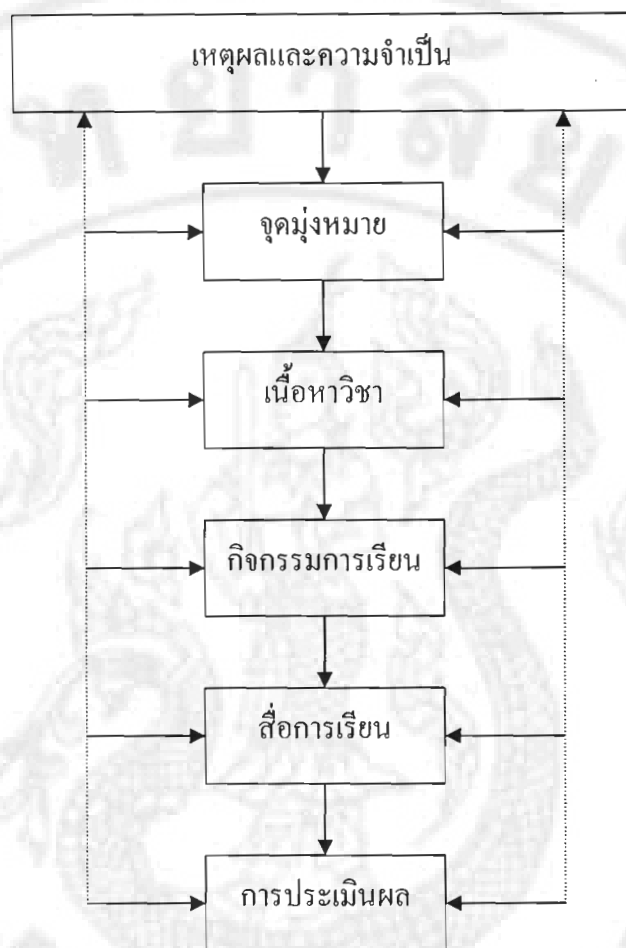 เหตุผลและความจำเป็น
จุดมุ่งหมาย
เนื้อหาวิชา
กิจกรรมการเรียน
สื่อการเรียน
การประเมินผล